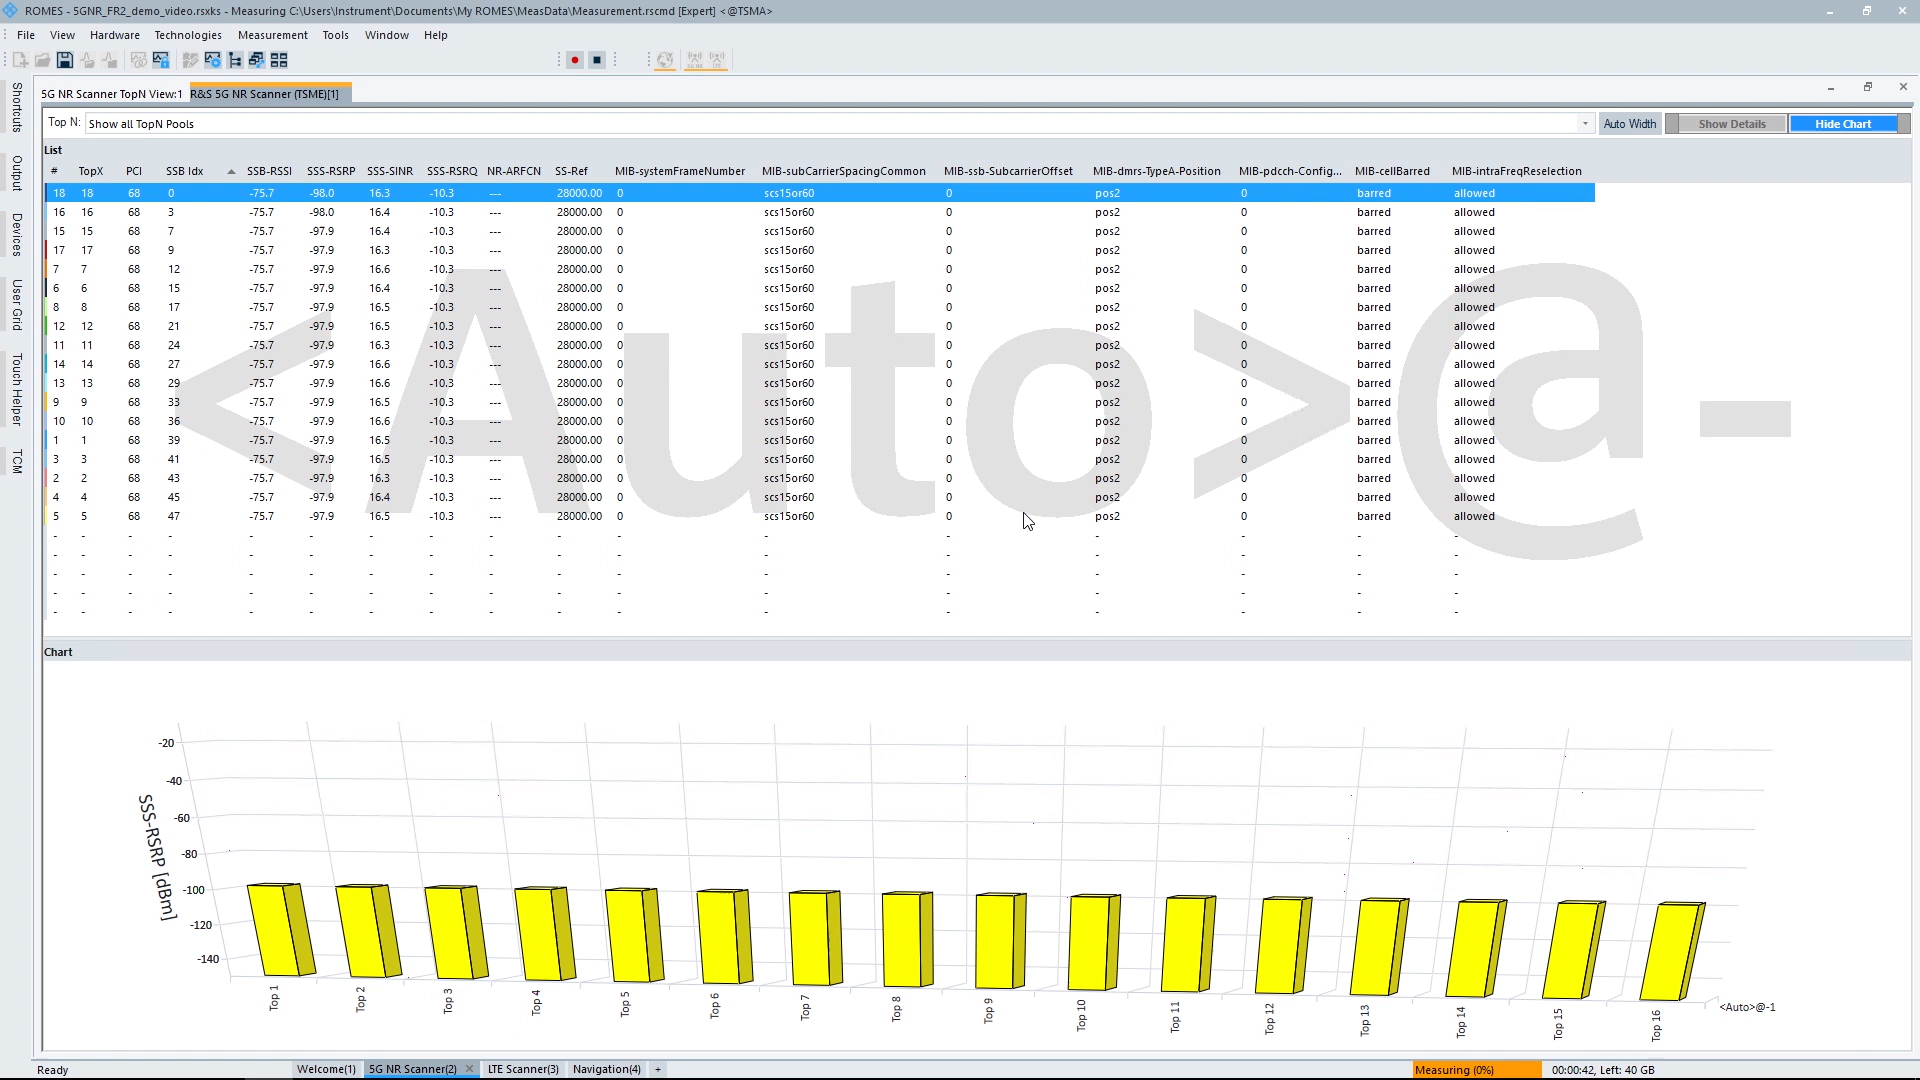 ROMES - 5GNR_FR2_demo_video.rsxks - Measuring C:\Users\Instrument\Documents\My ROMES\MeasData\Measurement.rscmd [Expert] <@TSMA>
File View Hardware Technologies Measurement Tools Window Help
5G NR Scanner TopN View:1 R&S 5G NR Scanner (TSME)[1]
Shortcuts
Output
Devices
User Grid
Touch Helper
TCM
Top N: Show all TopN Pools Auto Width Show Details Hide Chart
List
# TopX PCI SSB Idx SSB-RSSI SSS-RSRP SSS-SINR SSS-RSRQ NR-ARFCN SS-Ref MIB-systemFrameNumber MIB-subCarrierSpacingCommon MIB-ssb-SubcarrierOffset MIB-dmrs-TypeA-Position MIB-pdcch-Config... MIB-cellBarred MIB-intraFreqReselection
18 18 68 0 -75.7 -98.0 16.3 -10.3 --- 28000.00 0 scs15or60 0 pos2 0 barred allowed
16 16 68 3 -75.7 -98.0 16.4 -10.3 --- 28000.00 0 scs15or60 0 pos2 0 barred allowed
15 15 68 7 -75.7 -97.9 16.4 -10.3 --- 28000.00 0 scs15or60 0 pos2 0 barred allowed
17 17 68 9 -75.7 -97.9 16.3 -10.3 --- 28000.00 0 scs15or60 0 pos2 0 barred allowed
7 7 68 12 -75.7 -97.9 16.6 -10.3 --- 28000.00 0 scs15or60 0 pos2 0 barred allowed
6 6 68 15 -75.7 -97.9 16.4 -10.3 --- 28000.00 0 scs15or60 0 pos2 0 barred allowed
8 8 68 17 -75.7 -97.9 16.5 -10.3 --- 28000.00 0 scs15or60 0 pos2 0 barred allowed
12 12 68 21 -75.7 -97.9 16.5 -10.3 --- 28000.00 0 scs15or60 0 pos2 0 barred allowed
11 11 68 24 -75.7 -97.9 16.3 -10.3 --- 28000.00 0 scs15or60 0 pos2 0 barred allowed
14 14 68 27 -75.7 -97.9 16.6 -10.3 --- 28000.00 0 scs15or60 0 pos2 0 barred allowed
13 13 68 29 -75.7 -97.9 16.6 -10.3 --- 28000.00 0 scs15or60 0 pos2 0 barred allowed
9 9 68 33 -75.7 -97.9 16.5 -10.3 --- 28000.00 0 scs15or60 0 pos2 0 barred allowed
10 10 68 36 -75.7 -97.9 16.6 -10.3 --- 28000.00 0 scs15or60 0 pos2 0 barred allowed
1 1 68 39 -75.7 -97.9 16.5 -10.3 --- 28000.00 0 scs15or60 0 pos2 0 barred allowed
3 3 68 41 -75.7 -97.9 16.5 -10.3 --- 28000.00 0 scs15or60 0 pos2 0 barred allowed
2 2 68 43 -75.7 -97.9 16.3 -10.3 --- 28000.00 0 scs15or60 0 pos2 0 barred allowed
4 4 68 45 -75.7 -97.9 16.4 -10.3 --- 28000.00 0 scs15or60 0 pos2 0 barred allowed
5 5 68 47 -75.7 -97.9 16.5 -10.3 --- 28000.00 0 scs15or60 0 pos2 0 barred allowed
- - - - - - - - - - - - - - - - -
- - - - - - - - - - - - - - - - -
- - - - - - - - - - - - - - - - -
- - - - - - - - - - - - - - - - -
- - - - - - - - - - - - - - - - -
<Auto>@-
Chart
SSS-RSRP [dBm]
-20
-40
-60
-80
-100
-120
-140
Top 1 Top 2 Top 3 Top 4 Top 5 Top 6 Top 7 Top 8 Top 9 Top 10 Top 11 Top 12 Top 13 Top 14 Top 15 Top 16
<Auto>@-1
Ready Welcome(1) 5G NR Scanner(2) LTE Scanner(3) Navigation(4) + Measuring (0%) 00:00:42, Left: 40 GB